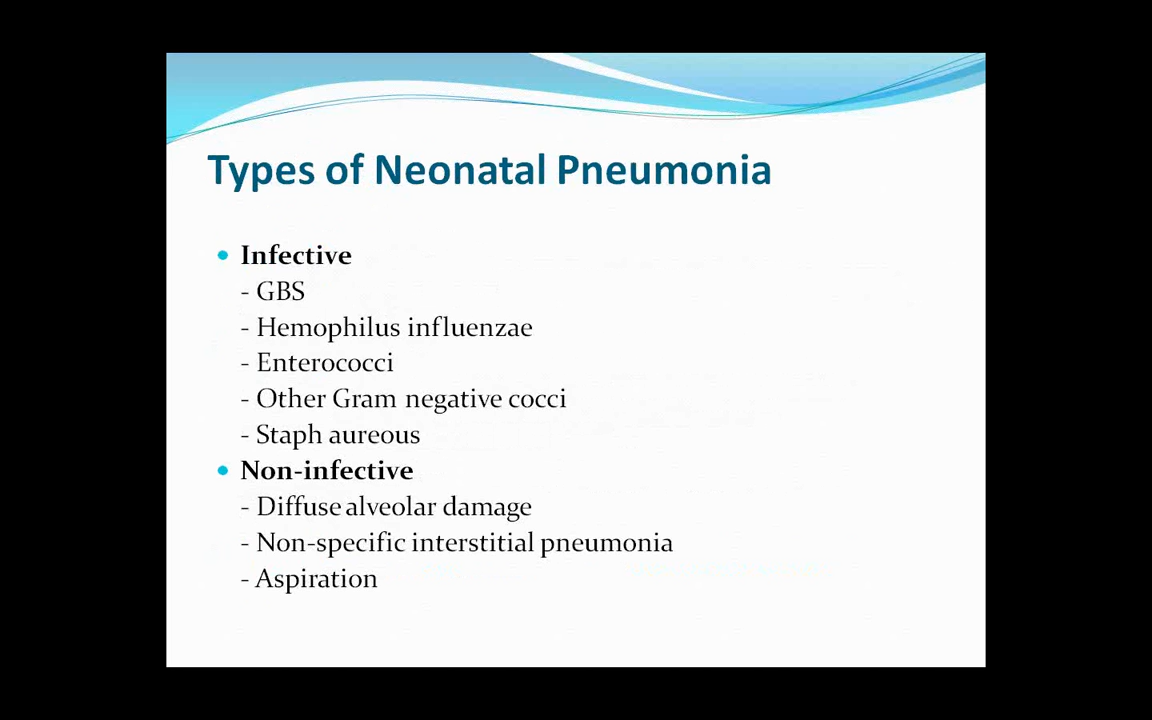 Types of Neonatal Pneumonia
• Infective
- GBS
- Hemophilus influenzae
- Enterococci
- Other Gram negative cocci
- Staph aureous
• Non-infective
- Diffuse alveolar damage
- Non-specific interstitial pneumonia
- Aspiration